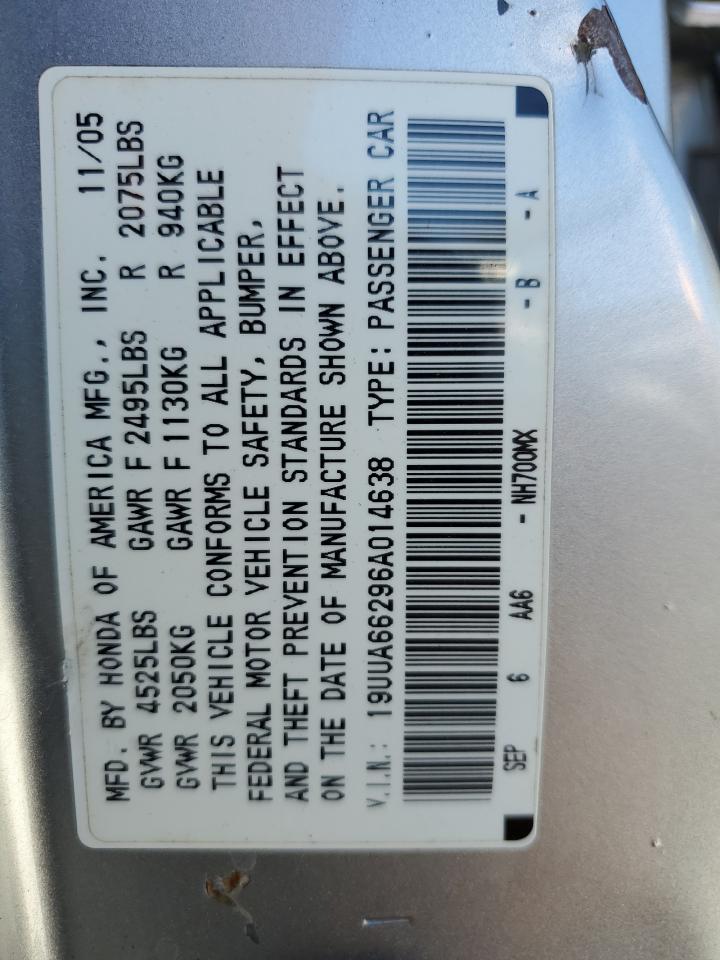 MFD. BY HONDA OF AMERICA MFG., INC. 11/05
GVWR 4525LBS GAWR F 2495LBS R 2075LBS
GVWR 2050KG GAWR F 1130KG R 940KG
THIS VEHICLE CONFORMS TO ALL APPLICABLE
FEDERAL MOTOR VEHICLE SAFETY, BUMPER,
AND THEFT PREVENTION STANDARDS IN EFFECT
ON THE DATE OF MANUFACTURE SHOWN ABOVE.
V.I.N.: 19UUA66296A014638 TYPE: PASSENGER CAR
SEP 6 AA6 - NH700MX - B - A